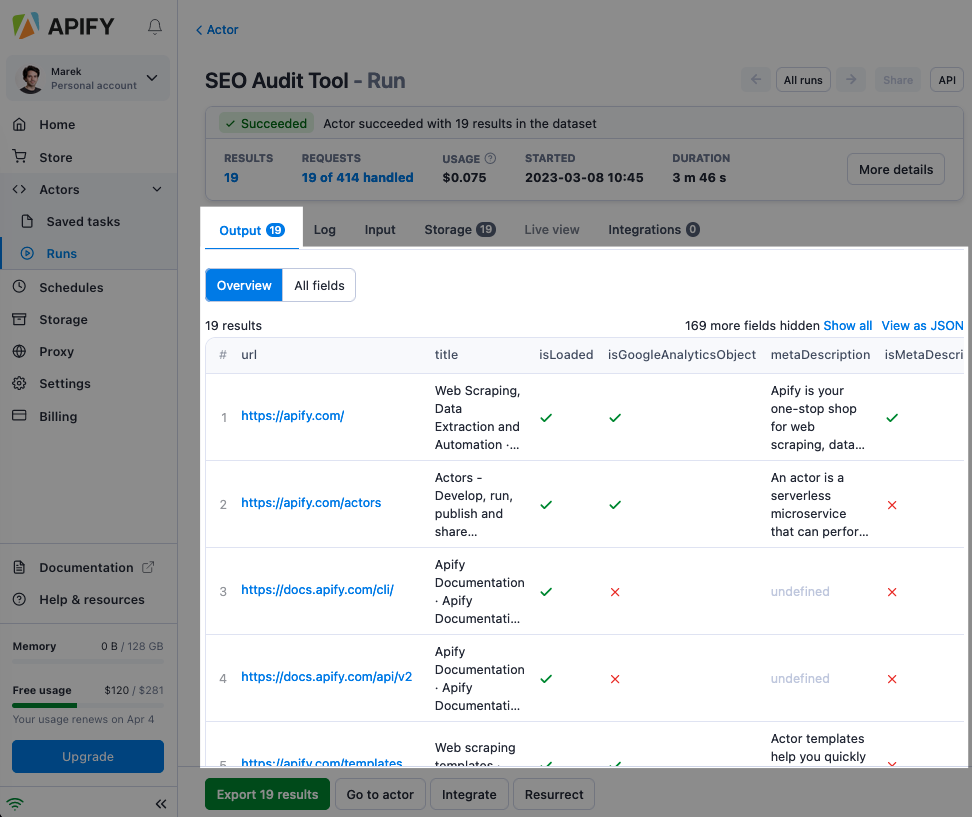 APIFY
Marek
Personal account
Home
Store
Actors
Saved tasks
Runs
Schedules
Storage
Proxy
Settings
Billing
Documentation
Help & resources
Memory 0 B / 128 GB
Free usage $120 / $281
Your usage renews on Apr 4
Upgrade
Actor
SEO Audit Tool - Run
All runs
Share
API
Succeeded Actor succeeded with 19 results in the dataset
RESULTS REQUESTS USAGE STARTED DURATION
19 19 of 414 handled $0.075 2023-03-08 10:45 3 m 46 s
More details
Output 19 Log Input Storage 19 Live view Integrations 0
Overview All fields
19 results 169 more fields hidden Show all View as JSON
# url title isLoaded isGoogleAnalyticsObject metaDescription isMetaDescri
1 https://apify.com/
Web Scraping,
Data
Extraction and
Automation ·...
Apify is your
one-stop shop
for web
scraping, data...
2 https://apify.com/actors
Actors -
Develop, run,
publish and
share...
An actor is a
serverless
microservice
that can perfor...
3 https://docs.apify.com/cli/
Apify
Documentation
· Apify
Documentati...
undefined
4 https://docs.apify.com/api/v2
Apify
Documentation
· Apify
Documentati...
undefined
5 https://apify.com/templates
Web scraping
templates ·
Actor templates
help you quickly
Export 19 results Go to actor Integrate Resurrect